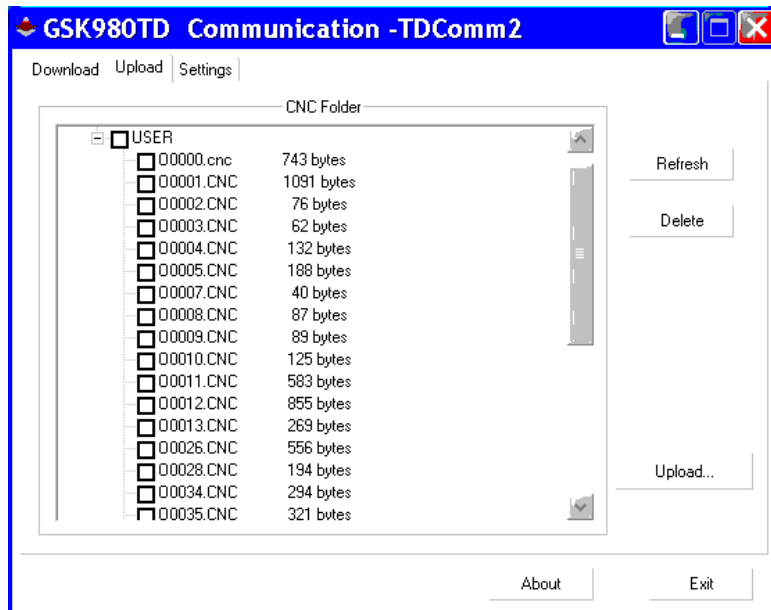 GSK980TD Communication -TDComm2
Download Upload Settings
CNC Folder
USER
O0000.cnc 743 bytes
O0001.CNC 1091 bytes
O0002.CNC 76 bytes
O0003.CNC 62 bytes
O0004.CNC 132 bytes
O0005.CNC 188 bytes
O0007.CNC 40 bytes
O0008.CNC 87 bytes
O0009.CNC 89 bytes
O0010.CNC 125 bytes
O0011.CNC 583 bytes
O0012.CNC 855 bytes
O0013.CNC 269 bytes
O0026.CNC 556 bytes
O0028.CNC 194 bytes
O0034.CNC 294 bytes
O0035.CNC 321 bytes
Refresh
Delete
Upload...
About Exit